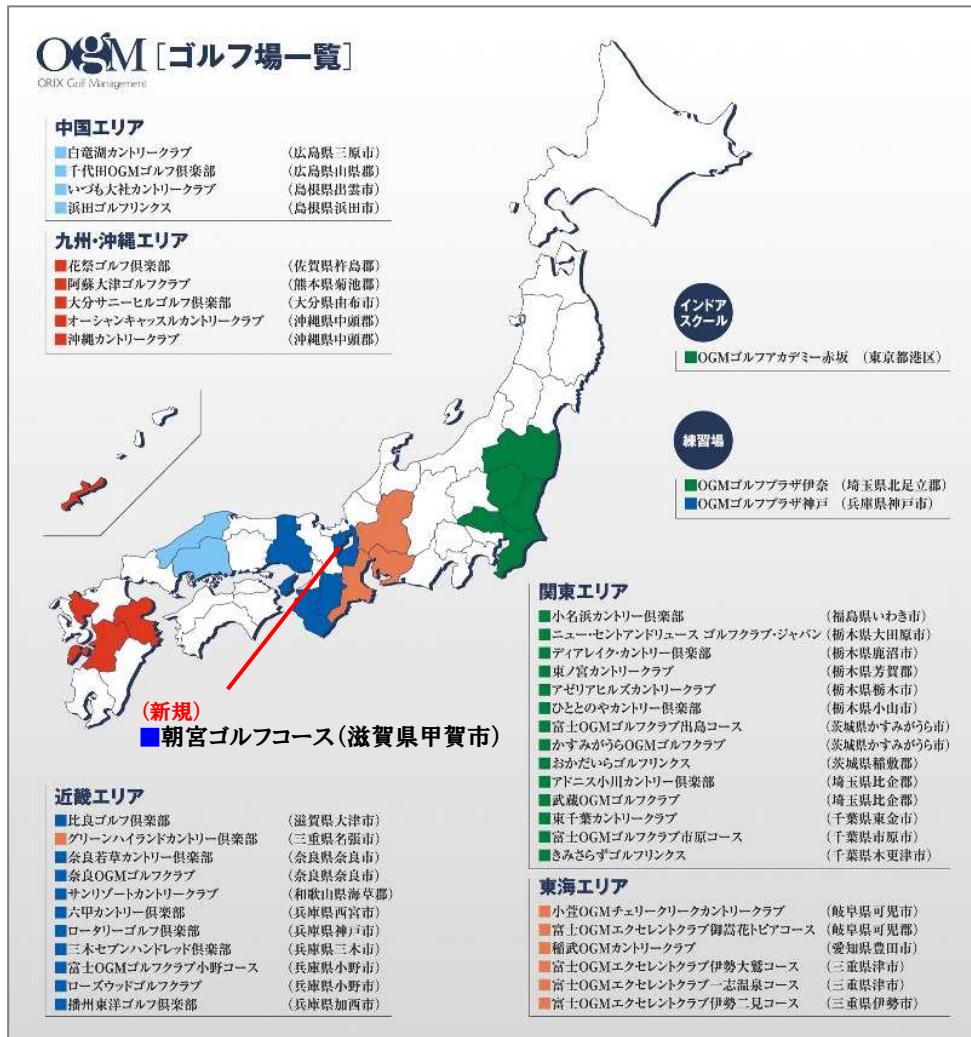 OgM [ゴルフ場一覧]
ORIX Golf Management
中国エリア
■白竜湖カントリークラブ (広島県三原市)
■千代田OGMゴルフ倶楽部 (広島県山県郡)
■いづも大社カントリークラブ (島根県出雲市)
■浜田ゴルフリンクス (島根県浜田市)
九州・沖縄エリア
■花祭ゴルフ倶楽部 (佐賀県杵島郡)
■阿蘇大津ゴルフクラブ (熊本県菊池郡)
■大分サニーヒルゴルフ倶楽部 (大分県由布市)
■オーシャンキャッスルカントリークラブ (沖縄県中頭郡)
■沖縄カントリークラブ (沖縄県中頭郡)
インドア
スクール
■OGMゴルフアカデミー赤坂 (東京都港区)
練習場
■OGMゴルフプラザ伊奈 (埼玉県北足立郡)
■OGMゴルフプラザ神戸 (兵庫県神戸市)
(新規)
■朝宮ゴルフコース(滋賀県甲賀市)
近畿エリア
■比良ゴルフ倶楽部 (滋賀県大津市)
■グリーンハイランドカントリー倶楽部 (三重県名張市)
■奈良若草カントリー倶楽部 (奈良県奈良市)
■奈良OGMゴルフクラブ (奈良県奈良市)
■サンリゾートカントリークラブ (和歌山県海草郡)
■六甲カントリー倶楽部 (兵庫県西宮市)
■ロータリーゴルフ倶楽部 (兵庫県神戸市)
■三木セブンハンドレッド倶楽部 (兵庫県三木市)
■富士OGMゴルフクラブ小野コース (兵庫県小野市)
■ローズウッドゴルフクラブ (兵庫県小野市)
■播州東洋ゴルフ倶楽部 (兵庫県加西市)
関東エリア
■小名浜カントリー倶楽部 (福島県いわき市)
■ニュー・セントアンドリュース ゴルフクラブ・ジャパン (栃木県大田原市)
■ディアレイク・カントリー倶楽部 (栃木県鹿沼市)
■東ノ宮カントリークラブ (栃木県芳賀郡)
■アゼリアヒルズカントリークラブ (栃木県栃木市)
■ひととのやカントリー倶楽部 (栃木県小山市)
■富士OGMゴルフクラブ出島コース (茨城県かすみがうら市)
■かすみがうらOGMゴルフクラブ (茨城県かすみがうら市)
■おかだいらゴルフリンクス (茨城県稲敷郡)
■アドニス小川カントリー倶楽部 (埼玉県比企郡)
■武蔵OGMゴルフクラブ (埼玉県比企郡)
■東千葉カントリークラブ (千葉県東金市)
■富士OGMゴルフクラブ市原コース (千葉県市原市)
■きみさらずゴルフリンクス (千葉県木更津市)
東海エリア
■小萱OGMチェリークリークカントリークラブ (岐阜県可児市)
■富士OGMエクセレントクラブ御嵩花トピアコース (岐阜県可児郡)
■稲武OGMカントリークラブ (愛知県豊田市)
■富士OGMエクセレントクラブ伊勢大鷲コース (三重県津市)
■富士OGMエクセレントクラブ一志温泉コース (三重県津市)
■富士OGMエクセレントクラブ伊勢二見コース (三重県伊勢市)